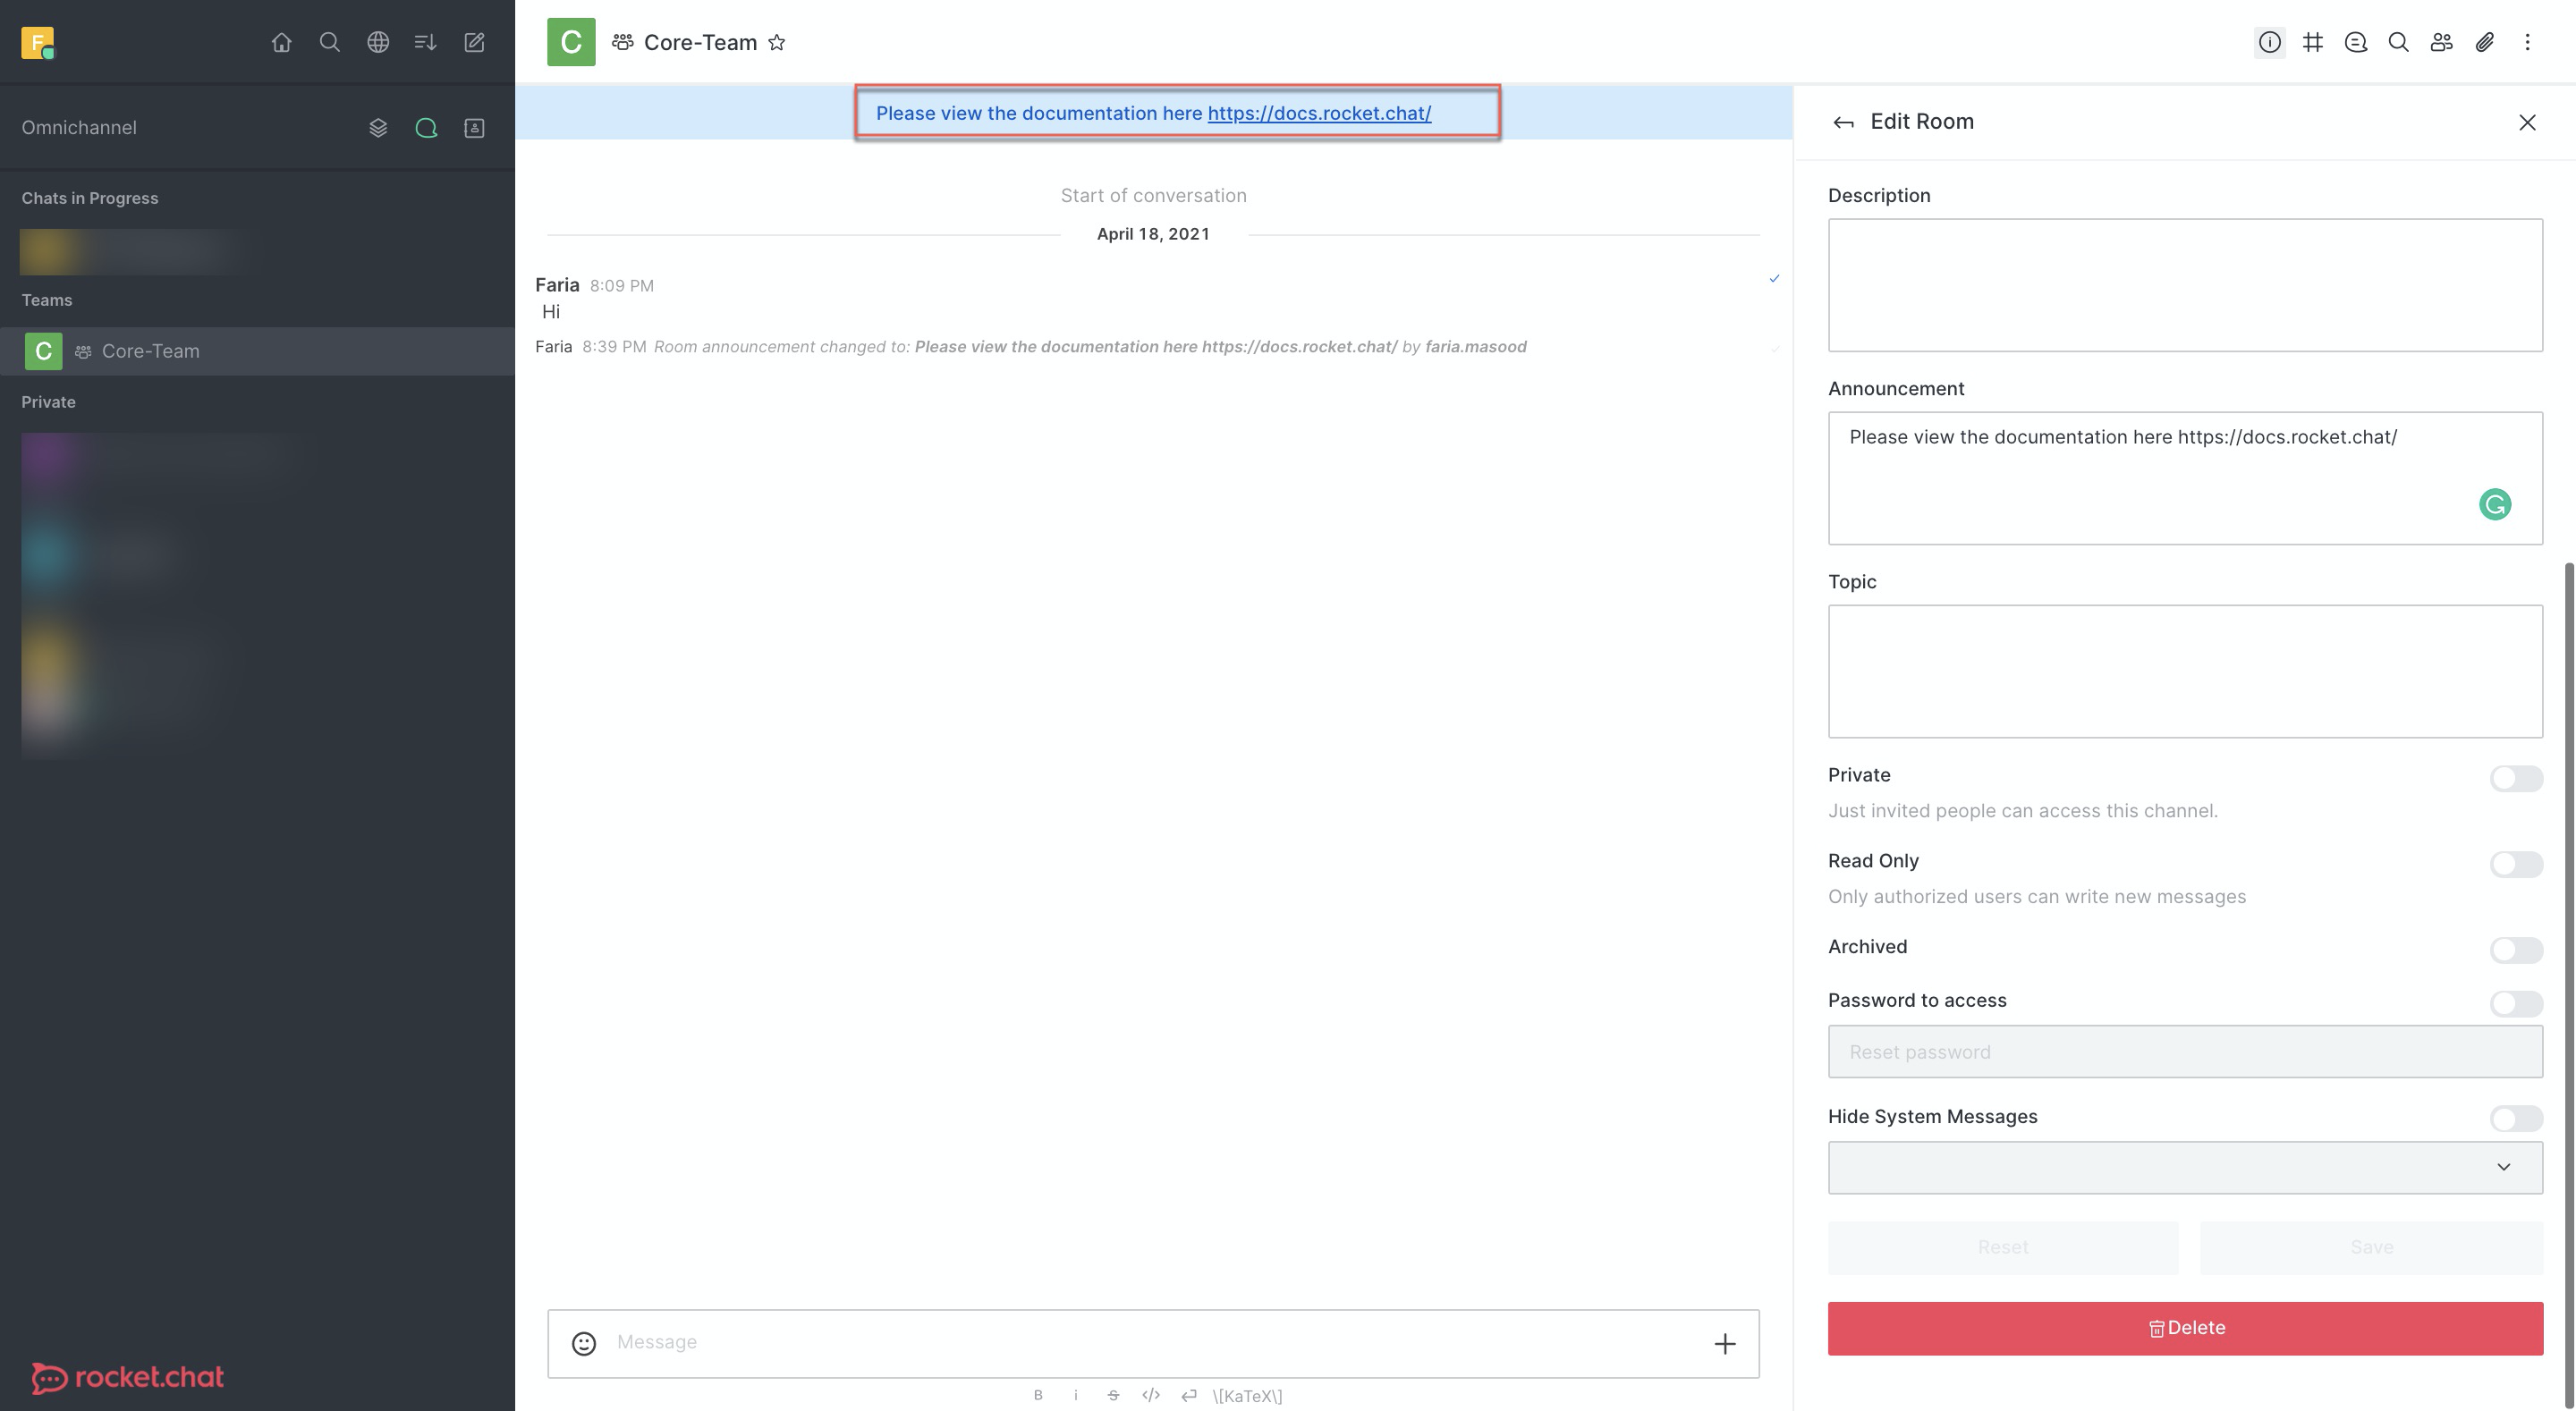 F
C Core-Team
Omnichannel
Chats in Progress
Teams
C Core-Team
Private
rocket.chat
Please view the documentation here https://docs.rocket.chat/
Start of conversation
April 18, 2021
Faria 8:09 PM
Hi
Faria 8:39 PM Room announcement changed to: Please view the documentation here https://docs.rocket.chat/ by faria.masood
Message
B i S </> \[KaTeX\]
Edit Room
Description
Announcement
Please view the documentation here https://docs.rocket.chat/
Topic
Private
Just invited people can access this channel.
Read Only
Only authorized users can write new messages
Archived
Password to access
Reset password
Hide System Messages
Reset Save
Delete